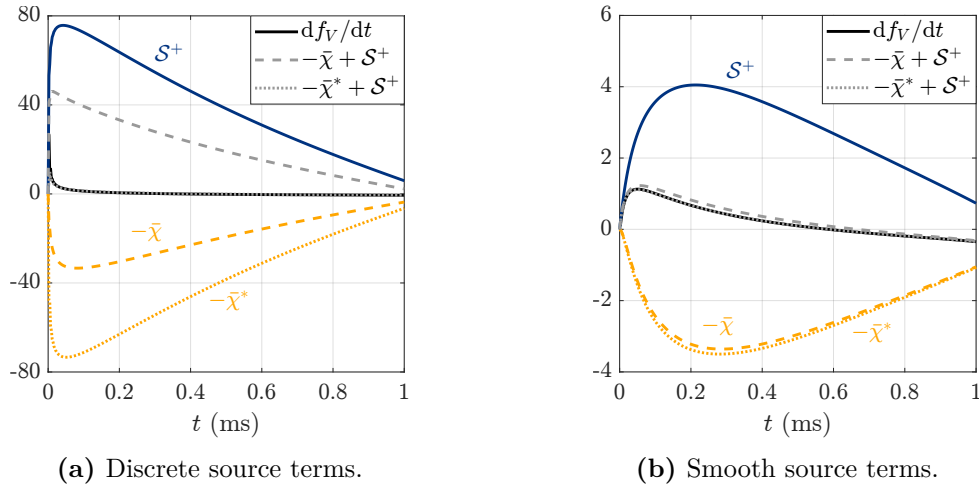 80
40
0
-40
-80
0
0.2
0.4
0.6
0.8
1
t (ms)
S⁺
−χ̄
−χ̄*
df_V/dt
−χ̄ + S⁺
−χ̄* + S⁺
(a) Discrete source terms.
6
4
2
0
-2
-4
0
0.2
0.4
0.6
0.8
1
t (ms)
S⁺
−χ̄
−χ̄*
df_V/dt
−χ̄ + S⁺
−χ̄* + S⁺
(b) Smooth source terms.